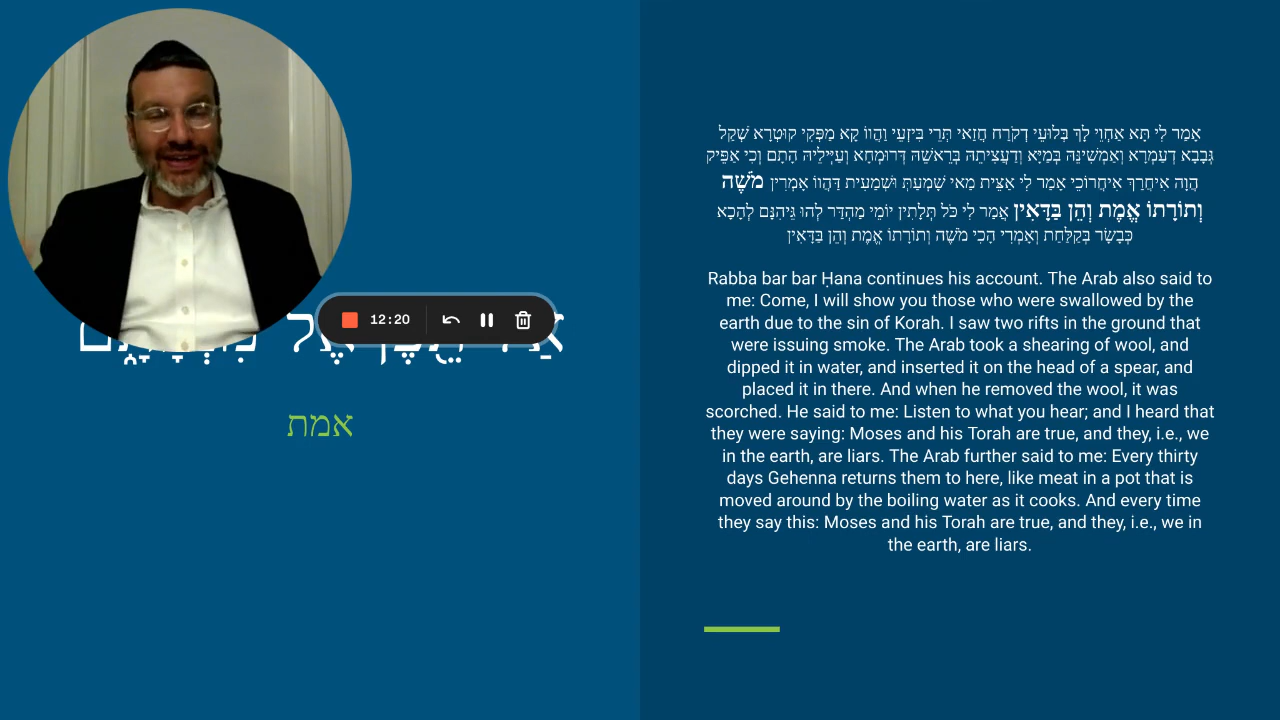 12:20
אמת
אָמַר לִי תָּא אַחְוֵי לָךְ בְּלוּעֵי דְקֹרַח חֲזַאי תְּרֵי בִּיזְעֵי וַהֲווֹ קָא מַפְּקִי קוּטְרָא שְׁקַל
גְּבָבָא דְעַמְרָא וְאַמְשִׁינַּהּ בְּמַיָּא וְדַעֲצִיתַהּ בְּרֵאשַׁהּ דְּרוּמְחָא וְעַיְּילֵיהּ הָתָם וְכִי אַפֵּיק
הֲוָה אִיחֲרַךְ אִיחֲרוֹכֵי אֲמַר לִי אַצֵּית מַאי שָׁמְעַתְּ וּשְׁמַעִית דַּהֲווֹ אָמְרִין מֹשֶׁה
וְתוֹרָתוֹ אֱמֶת וְהֵן בַּדָּאִין אֲמַר לִי כֹּל תְּלָתִין יוֹמֵי מַהְדַּר לְהוּ גֵּיהִנָּם לְהָכָא
כְּבָשָׂר בְּקַלַּחַת וְאָמְרִי הָכִי מֹשֶׁה וְתוֹרָתוֹ אֱמֶת וְהֵן בַּדָּאִין
Rabba bar bar Ḥana continues his account. The Arab also said to
me: Come, I will show you those who were swallowed by the
earth due to the sin of Korah. I saw two rifts in the ground that
were issuing smoke. The Arab took a shearing of wool, and
dipped it in water, and inserted it on the head of a spear, and
placed it in there. And when he removed the wool, it was
scorched. He said to me: Listen to what you hear; and I heard that
they were saying: Moses and his Torah are true, and they, i.e., we
in the earth, are liars. The Arab further said to me: Every thirty
days Gehenna returns them to here, like meat in a pot that is
moved around by the boiling water as it cooks. And every time
they say this: Moses and his Torah are true, and they, i.e., we in
the earth, are liars.